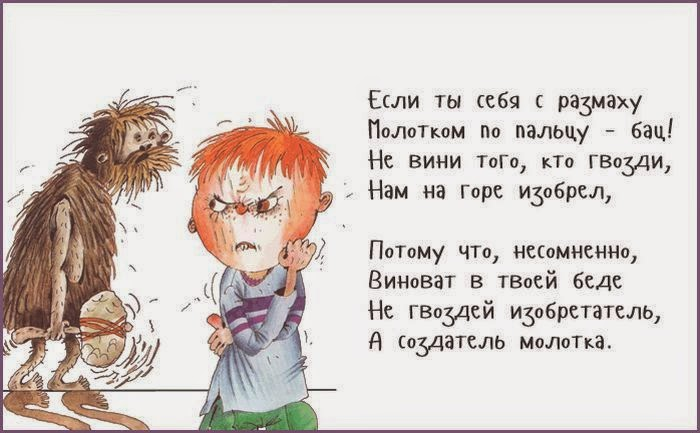 Если ты себя с размаху
Молотком по пальцу – бац!
Не вини того, кто гвозди,
Нам на горе изобрел,
Потому что, несомненно,
Виноват в твоей беде
Не гвоздей изобретатель,
А создатель молотка.